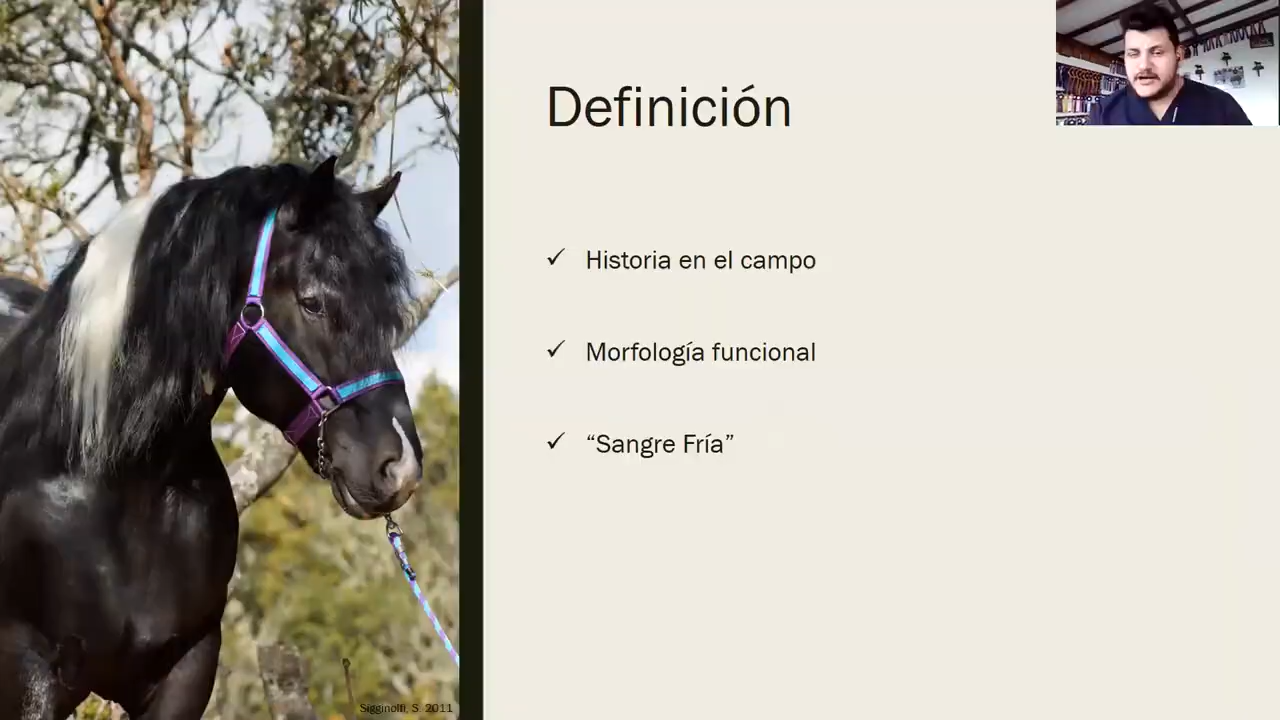 Definición
✓ Historia en el campo
✓ Morfología funcional
✓ “Sangre Fría”
Sigginolfi, S. 2011